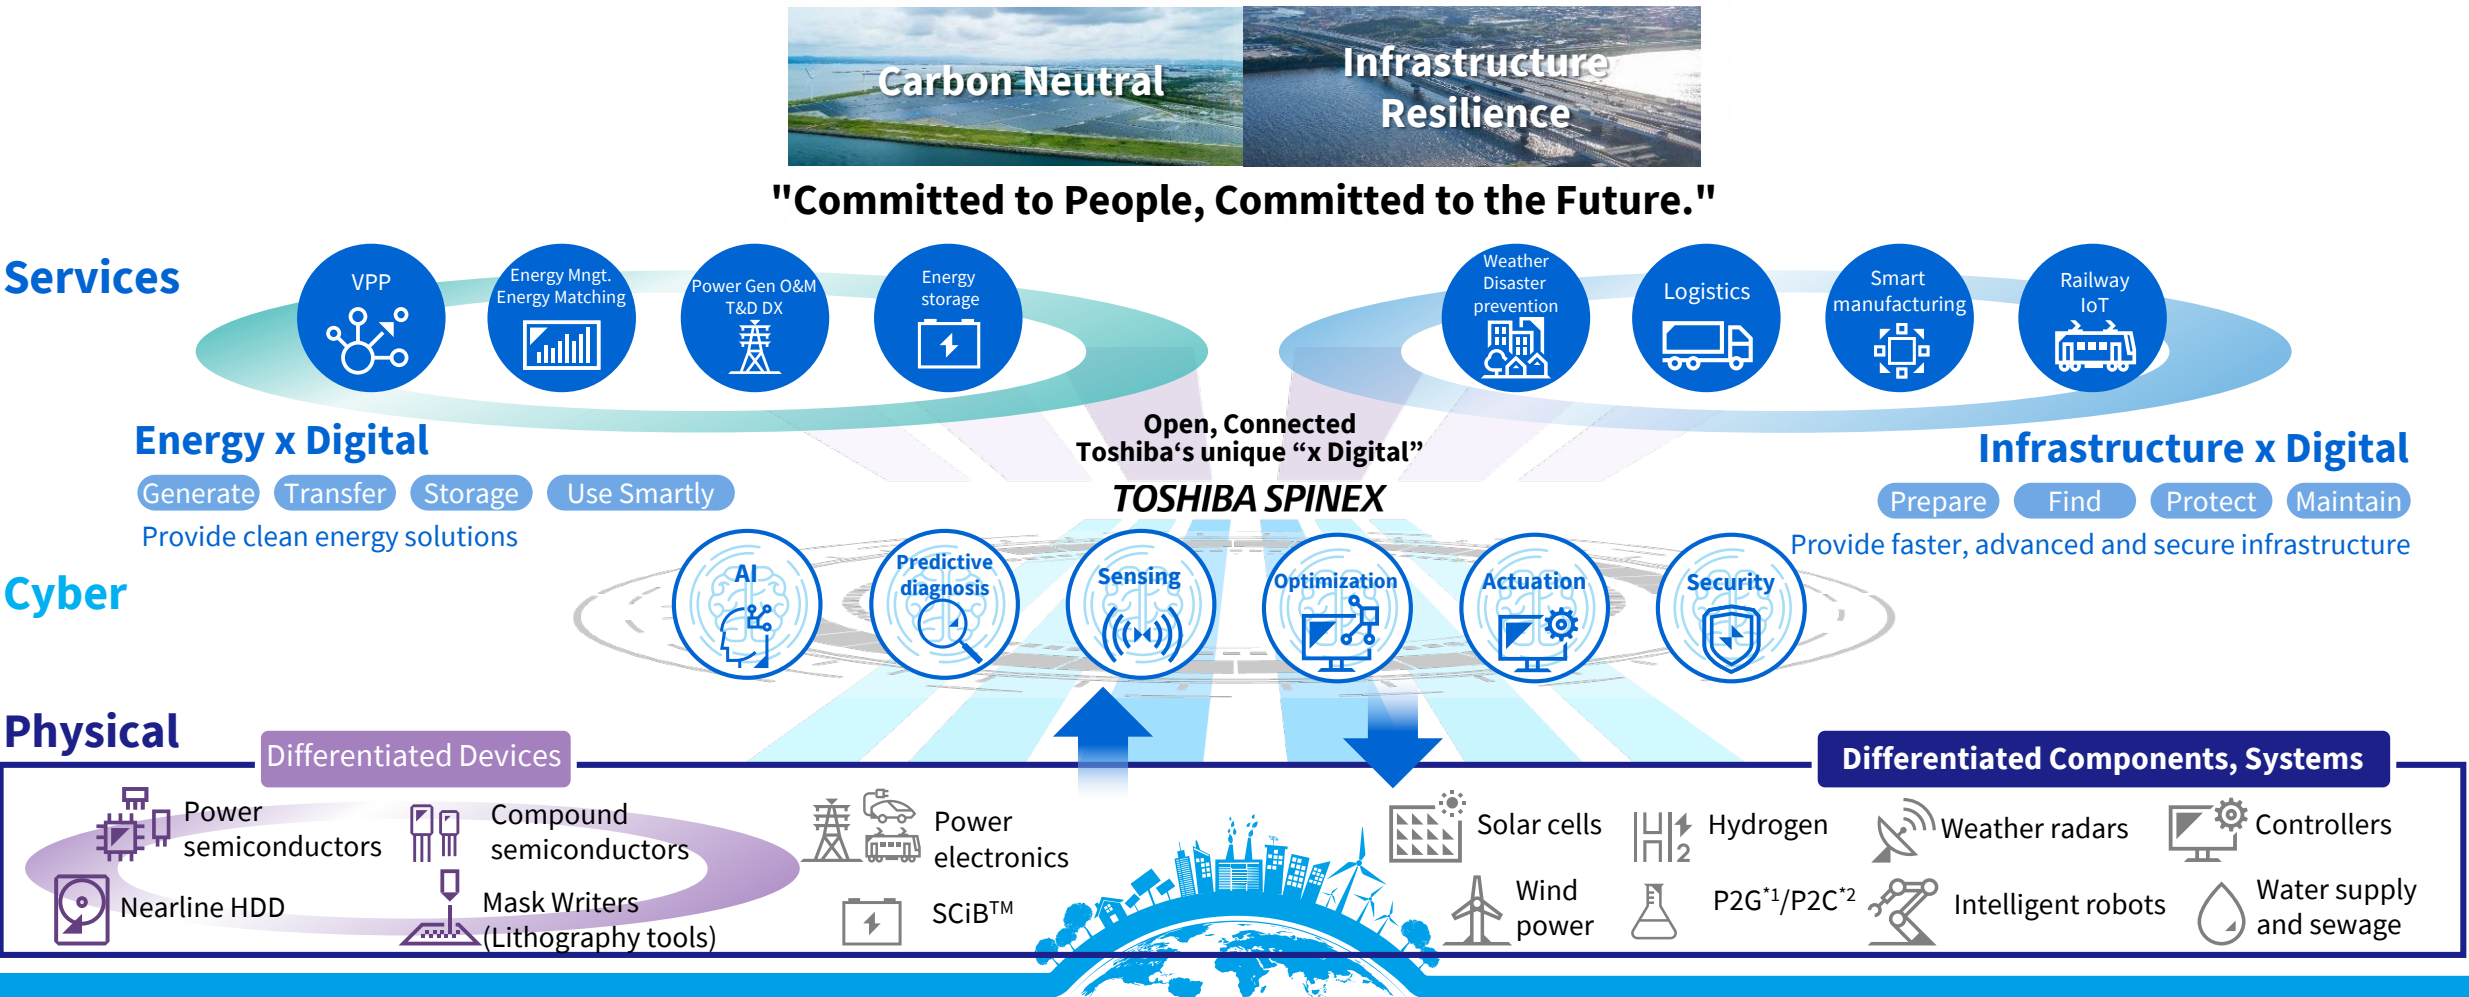 Carbon Neutral
Infrastructure
Resilience
"Committed to People, Committed to the Future."
Services
VPP
Energy Mngt.
Energy Matching
Power Gen O&M
T&D DX
Energy
storage
Weather
Disaster
prevention
Logistics
Smart
manufacturing
Railway
IoT
Energy x Digital
Generate
Transfer
Storage
Use Smartly
Provide clean energy solutions
Open, Connected
Toshiba‘s unique “x Digital”
TOSHIBA SPINEX
Infrastructure x Digital
Prepare
Find
Protect
Maintain
Provide faster, advanced and secure infrastructure
Cyber
AI
Predictive
diagnosis
Sensing
Optimization
Actuation
Security
Physical
Differentiated Devices
Power
semiconductors
Compound
semiconductors
Nearline HDD
Mask Writers
(Lithography tools)
Power
electronics
SCiB™
Differentiated Components, Systems
Solar cells
H2
Hydrogen
Weather radars
Controllers
Wind
power
P2G*1/P2C*2
Intelligent robots
Water supply
and sewage